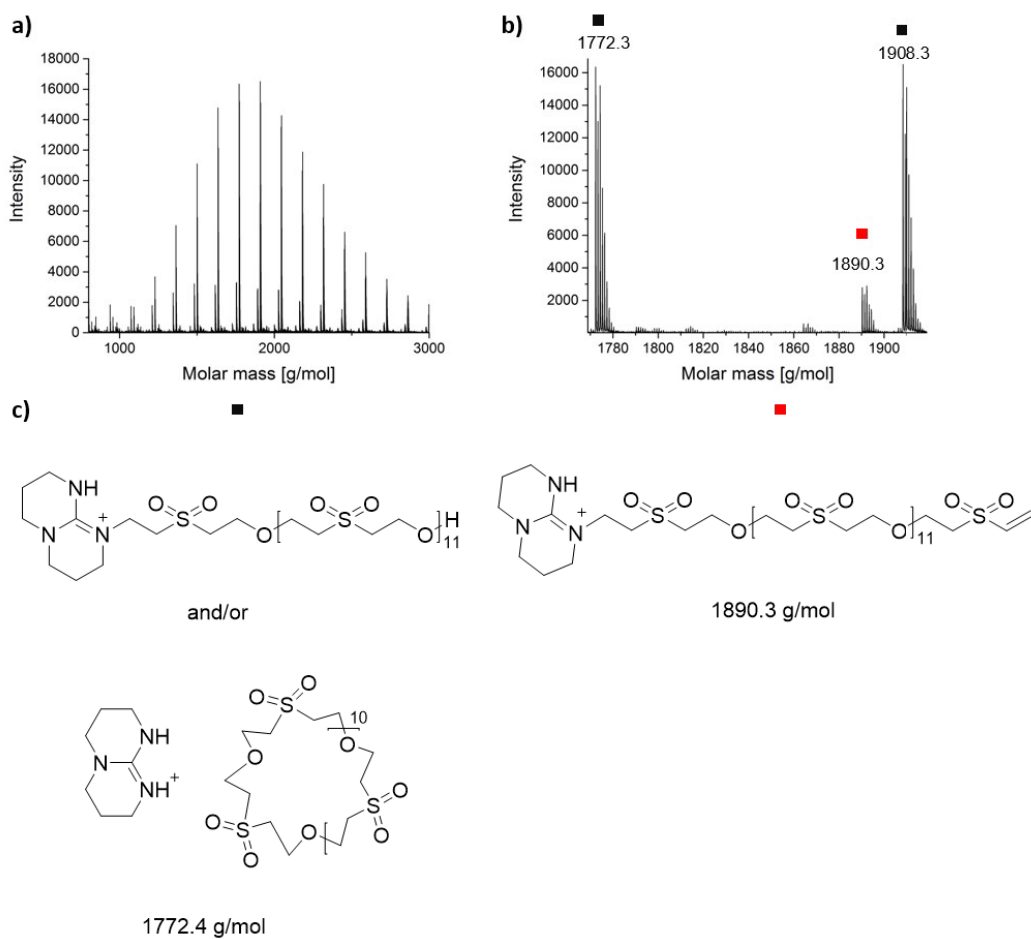 a)
18000
16000
14000
12000
10000
8000
6000
4000
2000
0
Intensity
1000
2000
3000
Molar mass [g/mol]
b)
1772.3
1908.3
1890.3
16000
14000
12000
10000
8000
6000
4000
2000
0
Intensity
1780
1800
1820
1840
1860
1880
1900
Molar mass [g/mol]
c)
NH
N
N
+
O
O
S
O
O
O
S
O
H
11
and/or
NH
N
N
+
O
O
S
O
O
O
S
O
11
O
O
S
1890.3 g/mol
NH
N
NH
+
O
O
S
10
O
O
S
O
O
S
O
O
O
1772.4 g/mol